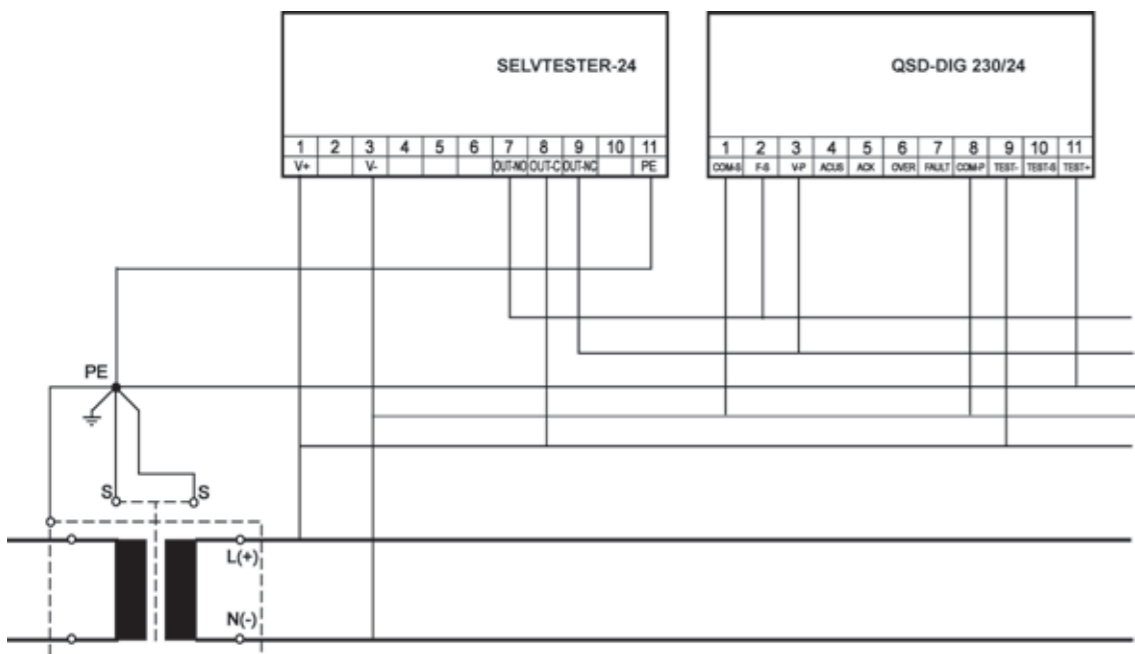 SELVTESTER-24
QSD-DIG 230/24
1 2 3 4 5 6 7 8 9 10 11
V+ V- OUT-NO OUT-C OUT-NC PE
1 2 3 4 5 6 7 8 9 10 11
COM-S F-S V-P ACUS ACK OVER FAULT COM-P TEST- TEST-S TEST+
PE
S S
L(+)
N(-)